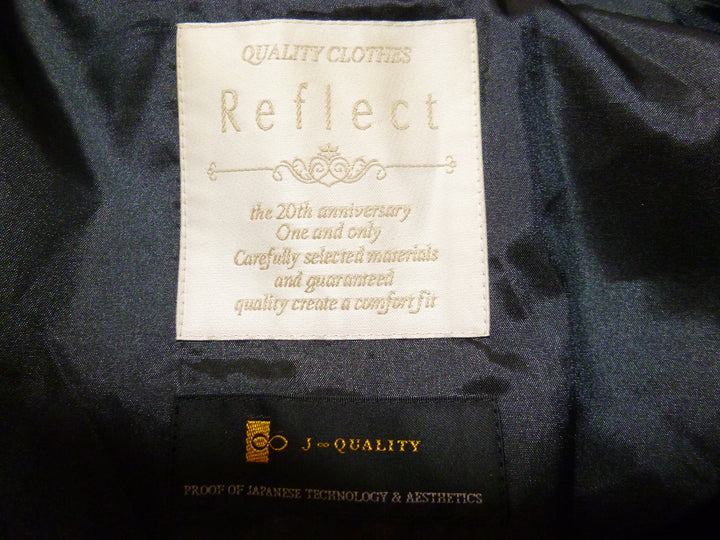 QUALITY CLOTHES
Reflect
the 20th anniversary
One and only
Carefully selected materials
and guaranteed
quality create a comfort fit
J∞QUALITY
PROOF OF JAPANESE TECHNOLOGY & AESTHETICS